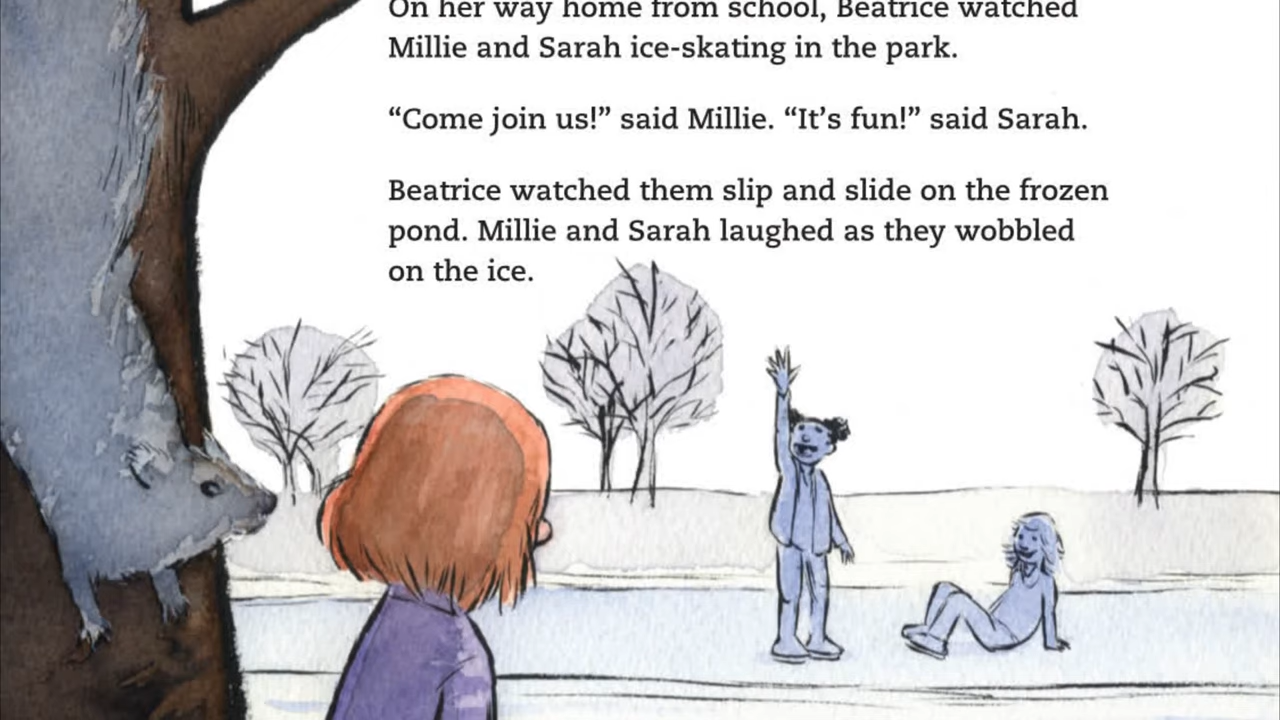 On her way home from school, Beatrice watched
Millie and Sarah ice-skating in the park.
“Come join us!” said Millie. “It’s fun!” said Sarah.
Beatrice watched them slip and slide on the frozen
pond. Millie and Sarah laughed as they wobbled
on the ice.